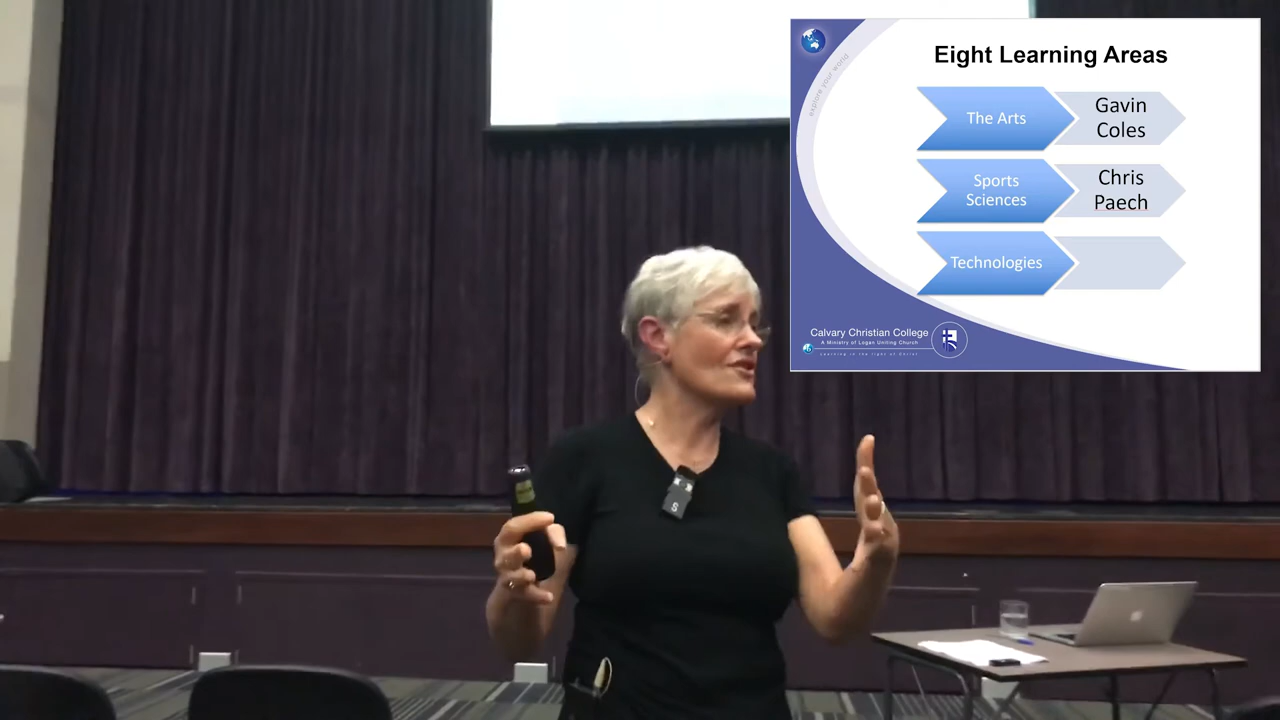 Eight Learning Areas
explore your world
The Arts
Gavin
Coles
Sports
Sciences
Chris
Paech
Technologies
Calvary Christian College
A Ministry of Logan Uniting Church
Learning in the light of Christ
S